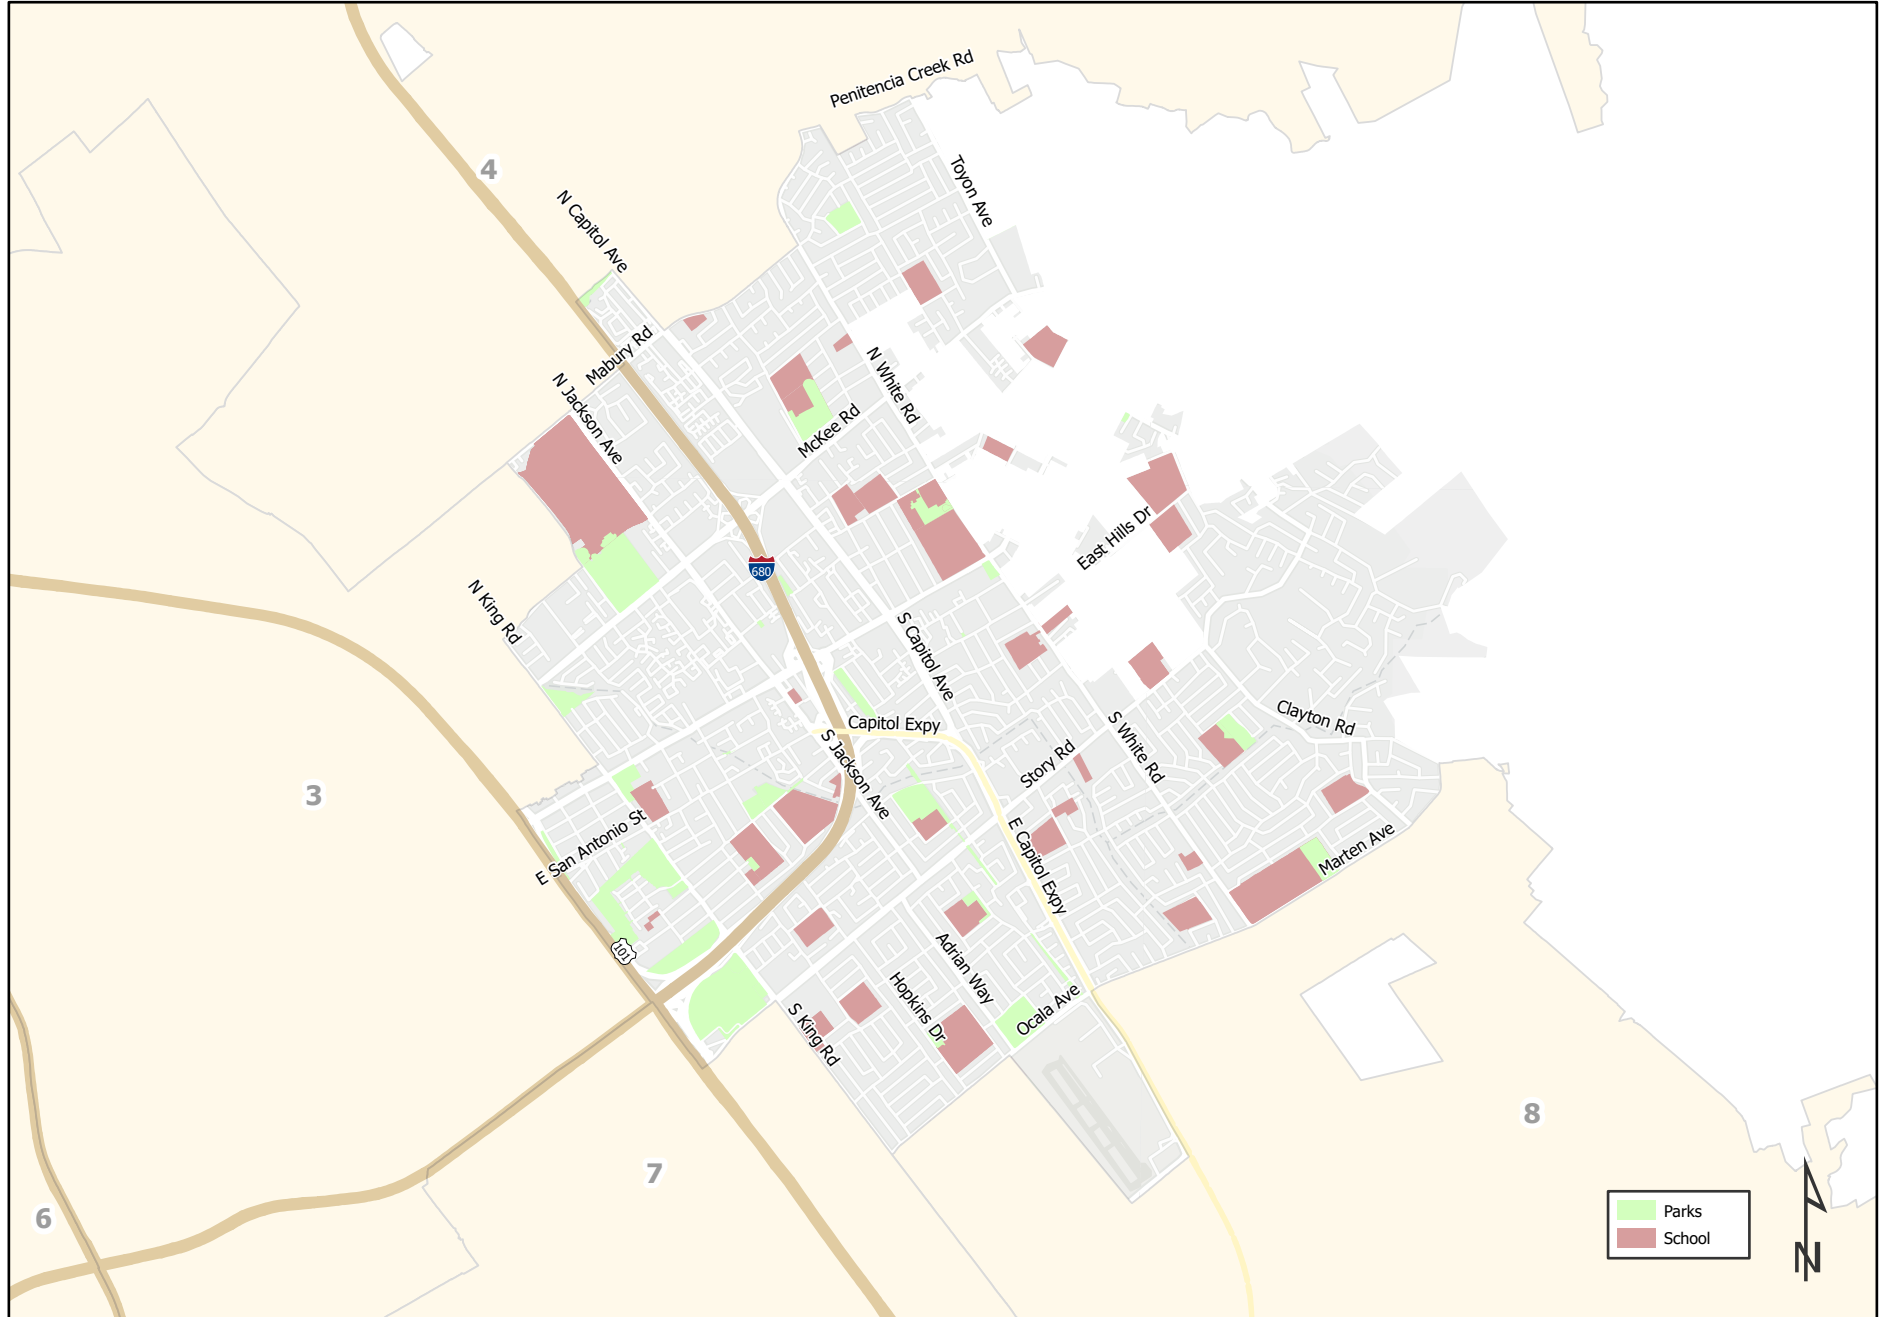 Penitencia Creek Rd
4
Toyon Ave
N Capitol Ave
Mabury Rd
N Jackson Ave
N White Rd
McKee Rd
East Hills Dr
680
N King Rd
S Capitol Ave
Capitol Expy
Clayton Rd
S White Rd
Story Rd
S Jackson Ave
3
E San Antonio St
E Capitol Expy
Marten Ave
101
Adrian Way
Hopkins Dr
Ocala Ave
S King Rd
8
7
6
Parks
School
N